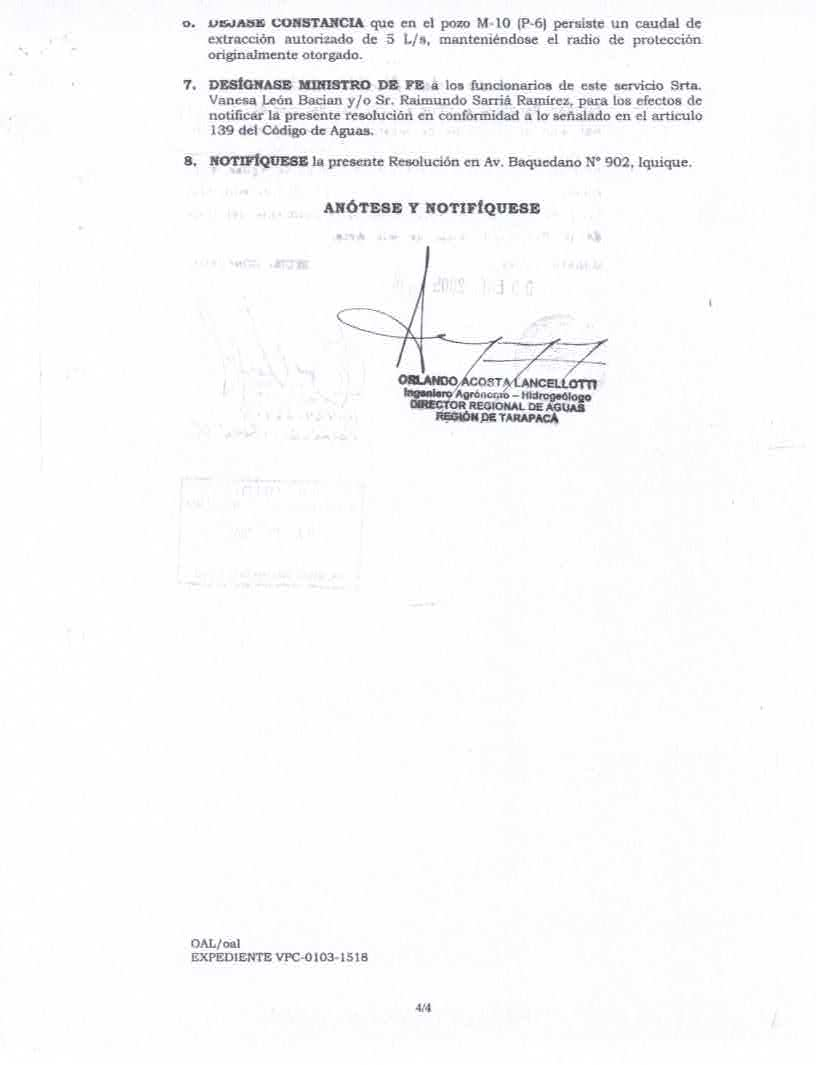 6. DÉJASE CONSTANCIA que en el pozo M-10 (P-6) persiste un caudal de
extracción autorizado de 5 L/s, manteniéndose el radio de protección
originalmente otorgado.
7. DESÍGNASE MINISTRO DE FE a los funcionarios de este servicio Srta.
Vanesa León Bacian y/o Sr. Raimundo Sarriá Ramírez, para los efectos de
notificar la presente resolución en conformidad a lo señalado en el artículo
139 del Código de Aguas.
8. NOTIFÍQUESE la presente Resolución en Av. Baquedano N° 902, Iquique.
ANÓTESE Y NOTIFÍQUESE
ORLANDO ACOSTA LANCELLOTTI
Ingeniero Agrónomo – Hidrogeólogo
DIRECTOR REGIONAL DE AGUAS
REGIÓN DE TARAPACÁ
OAL/oal
EXPEDIENTE VPC-0103-1518
4/4